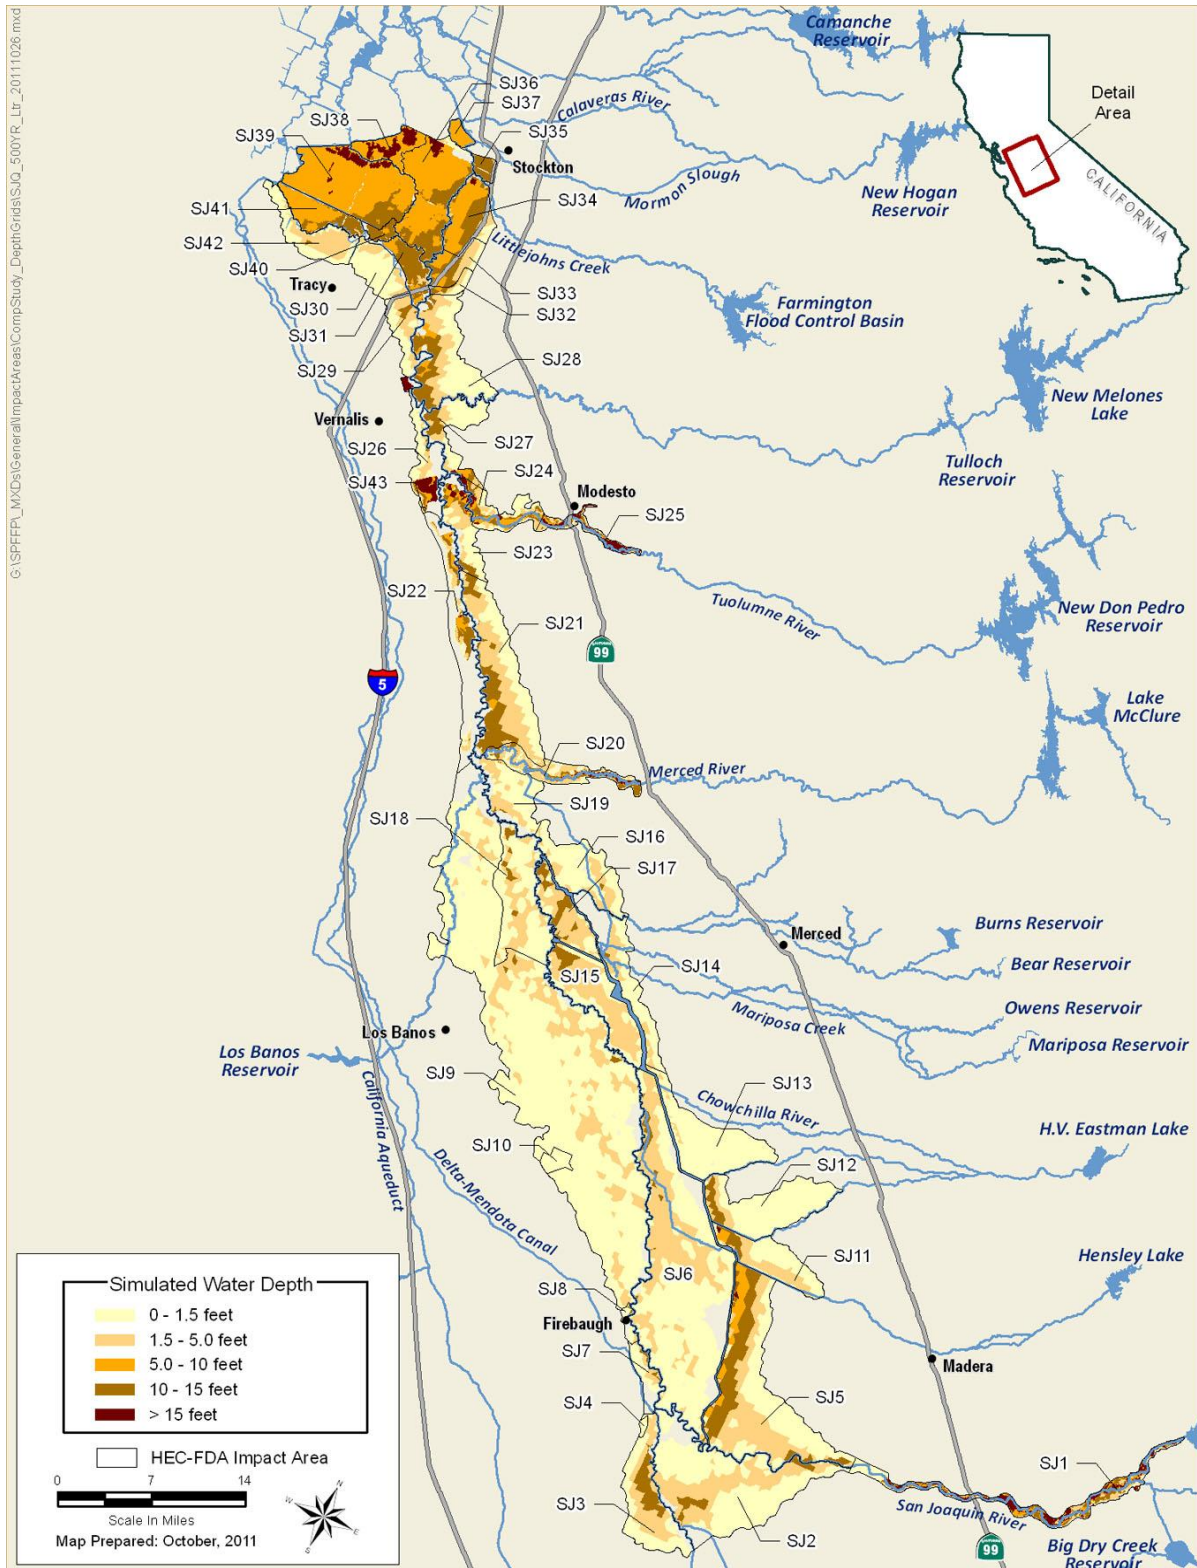 G:\SPFFP\_MXDs\General\ImpactAreas\CompStudy_DepthGrids\SJQ_500YR_Ltr_20111026.mxd
Camanche
Reservoir
SJ36
SJ37
Calaveras River
SJ38
SJ39
SJ35
Stockton
Detail
Area
CALIFORNIA
Mormon Slough
New Hogan
Reservoir
SJ41
SJ34
SJ42
SJ40
Littlejohns Creek
Tracy
SJ30
SJ33
SJ31
SJ32
Farmington
Flood Control Basin
SJ29
SJ28
New Melones
Lake
Vernalis
SJ26
SJ27
Tulloch
Reservoir
SJ43
SJ24
Modesto
SJ25
SJ23
SJ22
Tuolumne River
New Don Pedro
Reservoir
SJ21
99
5
Lake
McClure
SJ20
Merced River
SJ19
SJ18
SJ16
SJ17
Burns Reservoir
Merced
Bear Reservoir
SJ15
SJ14
Owens Reservoir
Mariposa Creek
Mariposa Reservoir
Los Banos
Los Banos
Reservoir
SJ9
California Aqueduct
SJ13
Chowchilla River
H.V. Eastman Lake
SJ10
SJ12
Delta-Mendota Canal
SJ11
Hensley Lake
SJ6
SJ8
Firebaugh
SJ7
Madera
SJ4
SJ5
SJ1
SJ3
SJ2
San Joaquin River
99
Big Dry Creek
Reservoir
Simulated Water Depth
0 - 1.5 feet
1.5 - 5.0 feet
5.0 - 10 feet
10 - 15 feet
> 15 feet
HEC-FDA Impact Area
0 7 14
Scale In Miles
Map Prepared: October, 2011
N
W
E
S